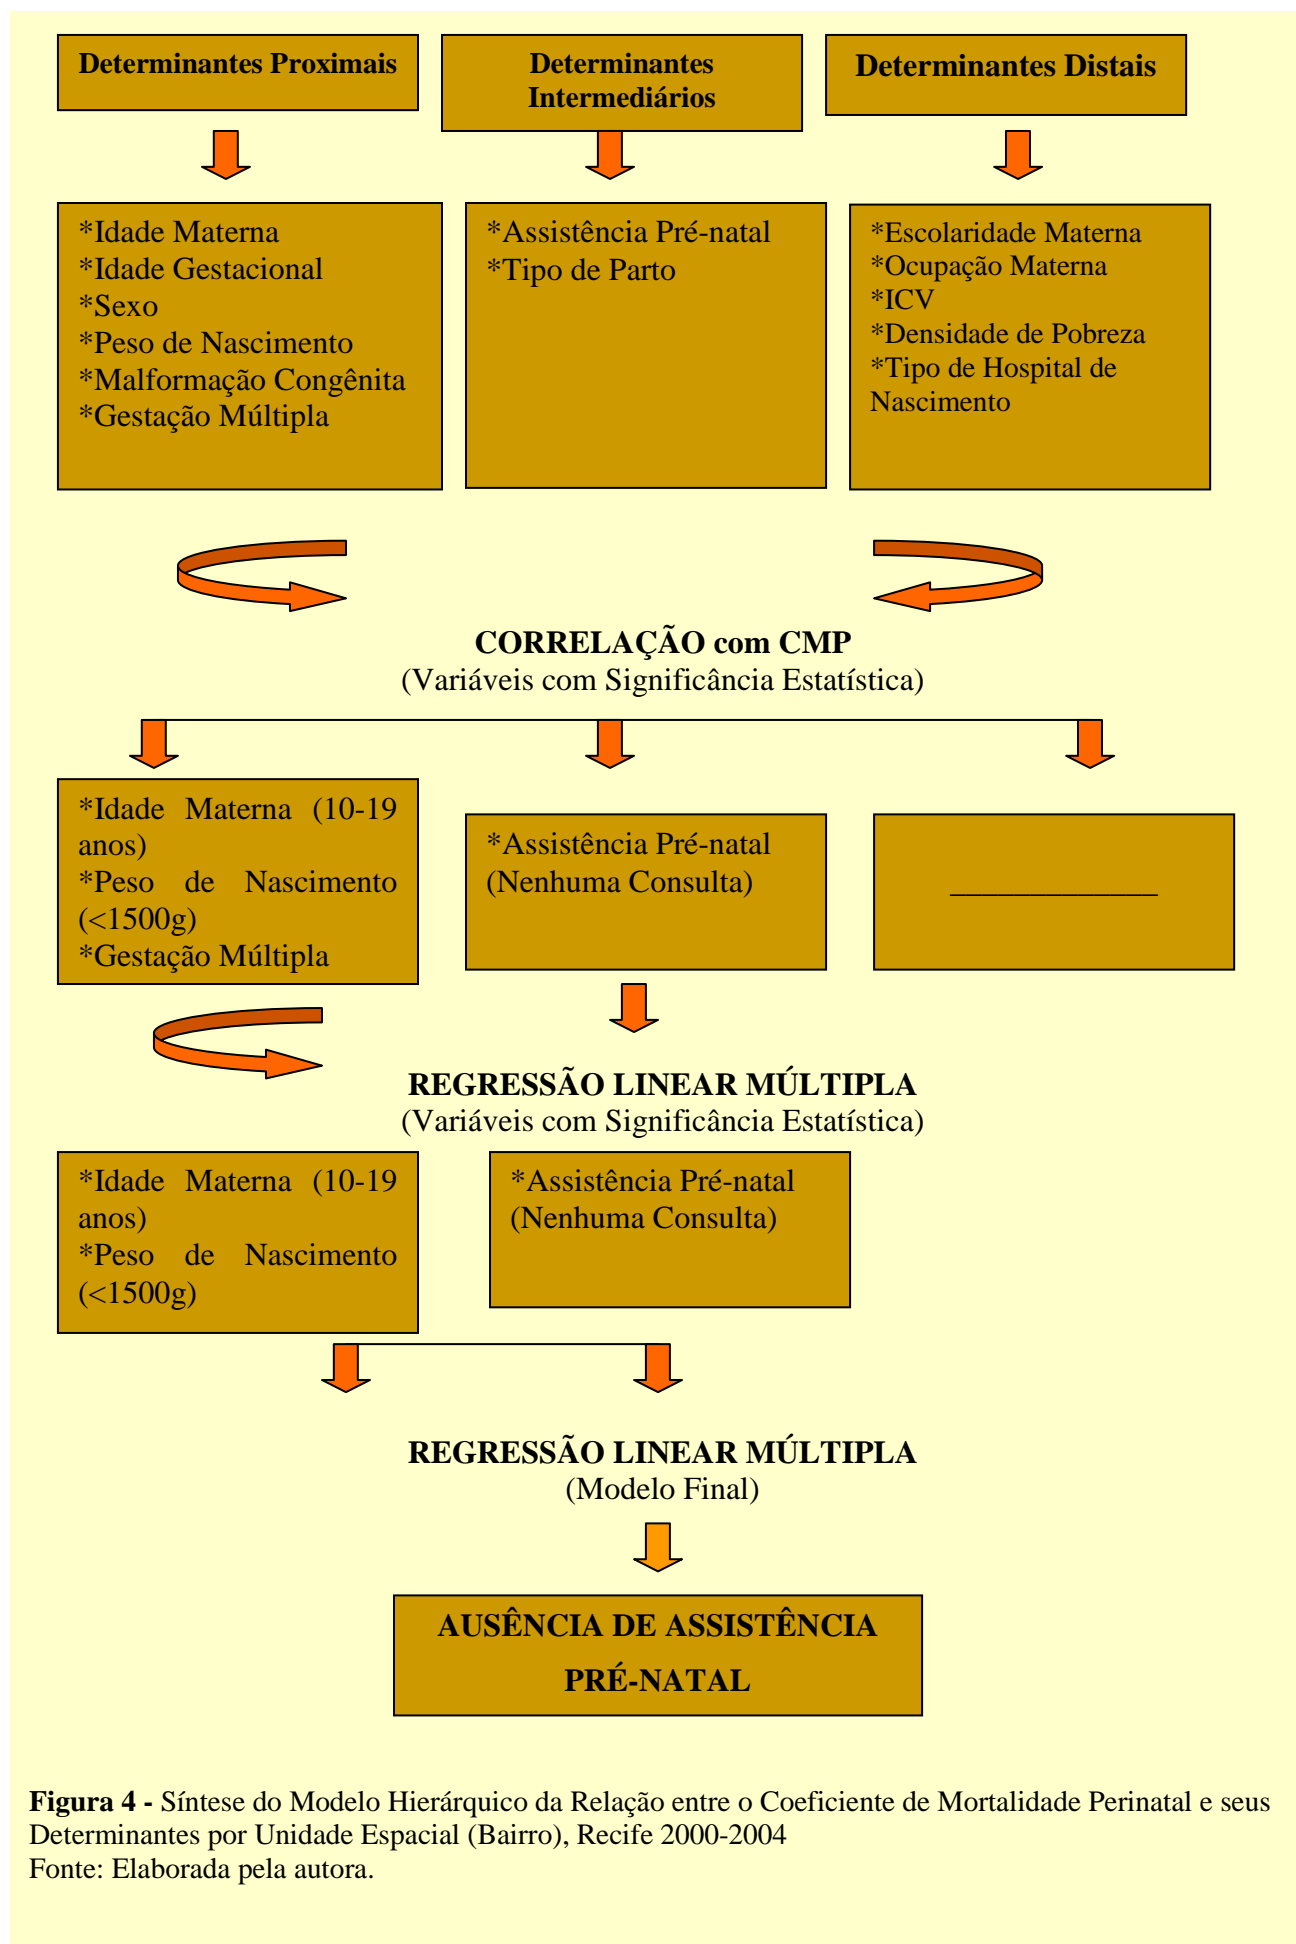 Determinantes Proximais
Determinantes
Intermediários
Determinantes Distais
*Idade Materna
*Idade Gestacional
*Sexo
*Peso de Nascimento
*Malformação Congênita
*Gestação Múltipla
*Assistência Pré-natal
*Tipo de Parto
*Escolaridade Materna
*Ocupação Materna
*ICV
*Densidade de Pobreza
*Tipo de Hospital de
Nascimento
CORRELAÇÃO com CMP
(Variáveis com Significância Estatística)
*Idade Materna (10-19
anos)
*Peso de Nascimento
(<1500g)
*Gestação Múltipla
*Assistência Pré-natal
(Nenhuma Consulta)
_____________
REGRESSÃO LINEAR MÚLTIPLA
(Variáveis com Significância Estatística)
*Idade Materna (10-19
anos)
*Peso de Nascimento
(<1500g)
*Assistência Pré-natal
(Nenhuma Consulta)
REGRESSÃO LINEAR MÚLTIPLA
(Modelo Final)
AUSÊNCIA DE ASSISTÊNCIA
PRÉ-NATAL
Figura 4 - Síntese do Modelo Hierárquico da Relação entre o Coeficiente de Mortalidade Perinatal e seus
Determinantes por Unidade Espacial (Bairro), Recife 2000-2004
Fonte: Elaborada pela autora.